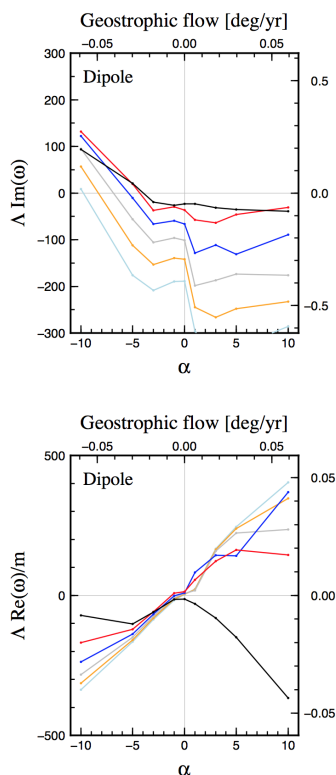 Geostrophic flow [deg/yr]
−0.05 0.00 0.05
Dipole
300
200
100
0
−100
−200
−300
0.5
0.0
−0.5
Λ Im(ω)
−10 −5 0 5 10
α
Geostrophic flow [deg/yr]
−0.05 0.00 0.05
Dipole
500
0
−500
0.05
0.00
−0.05
Λ Re(ω)/m
−10 −5 0 5 10
α